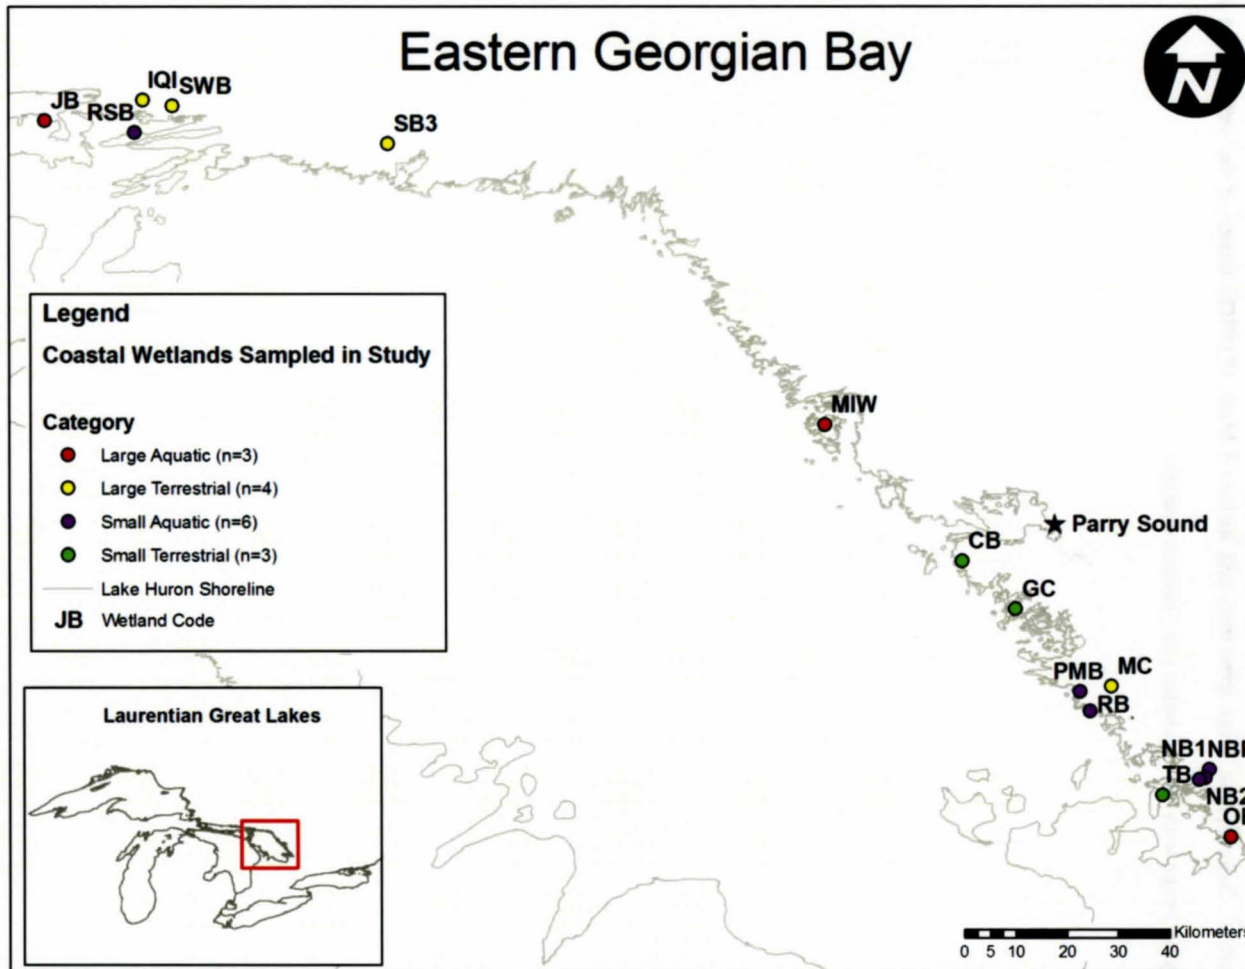 Eastern Georgian Bay
N
IQI
SWB
JB
RSB
SB3
Legend
Coastal Wetlands Sampled in Study
Category
Large Aquatic (n=3)
Large Terrestrial (n=4)
Small Aquatic (n=6)
Small Terrestrial (n=3)
Lake Huron Shoreline
JB Wetland Code
MIW
Parry Sound
CB
GC
PMB
MC
RB
NB1
TB
NB2
Laurentian Great Lakes
Kilometers
0 5 10 20 30 40